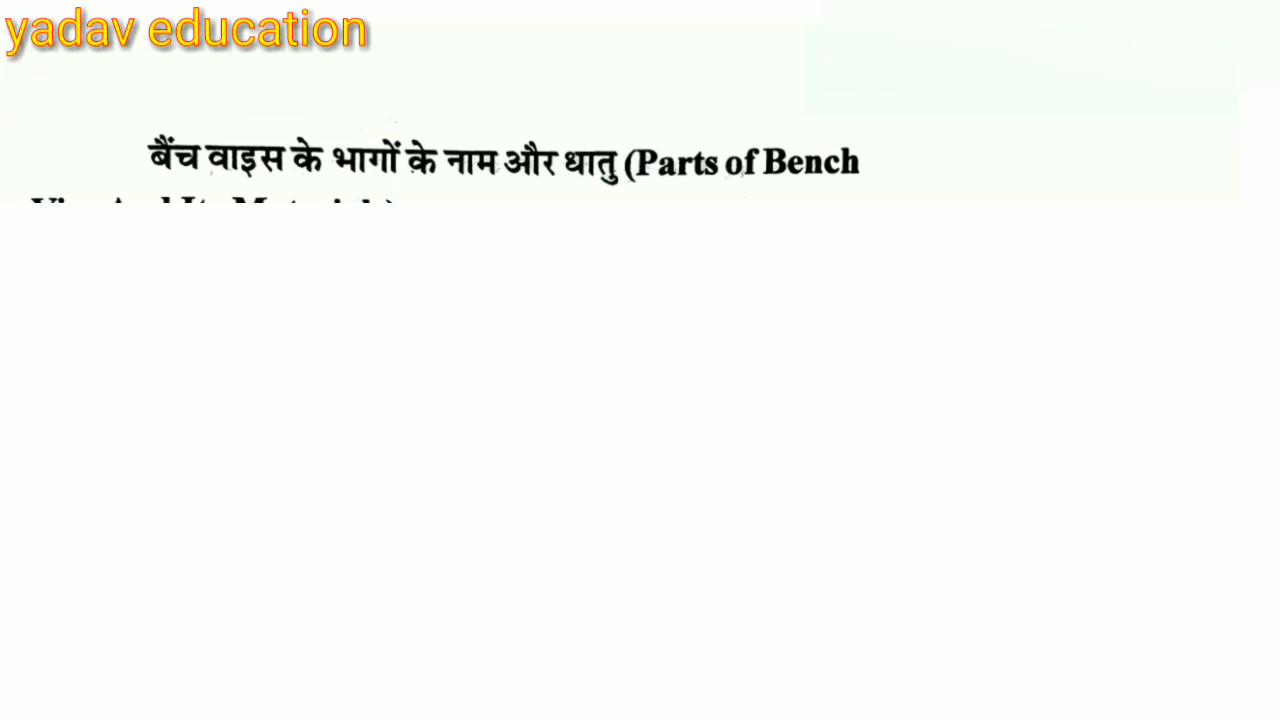 yadav education
बैंच वाइस के भागों के नाम और धातु (Parts of Bench